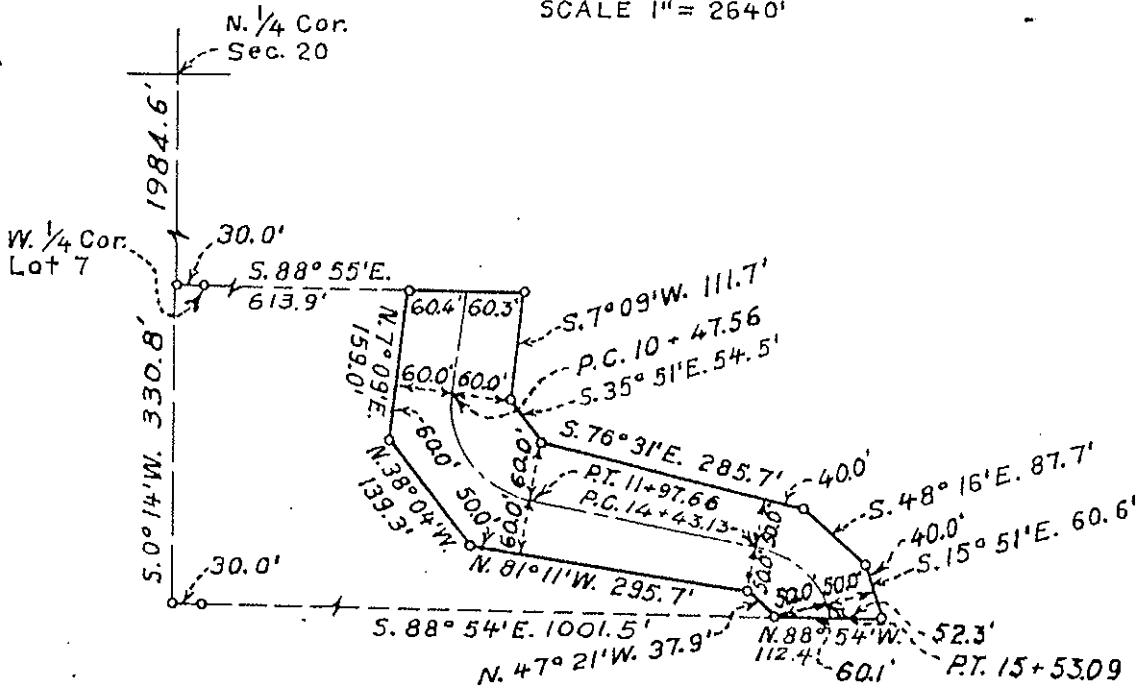 SCALE 1" = 2640'
N. 1/4 Cor.
Sec. 20
1984.6'
W. 1/4 Cor.
Lot 7
30.0'
S. 88° 55' E.
613.9'
60.4'
60.3'
S. 7° 09' W. 111.7'
P.C. 10 + 47.56
S. 35° 51' E. 54.5'
N. 7° 09' E.
159.0'
60.0'
60.0'
S. 0° 14' W. 330.8'
60.0'
60.0'
S. 76° 31' E. 285.7'
40.0'
S. 48° 16' E. 87.7'
N. 38° 04' W.
139.3'
50.0'
60.0'
P.T. 11+97.66
P.C. 14+43.13
50.0'
50.0'
40.0'
S. 15° 51' E. 60.6'
N. 81° 11' W. 295.7'
50.0'
50.0'
30.0'
S. 88° 54' E. 1001.5'
N. 47° 21' W. 37.9'
N. 88° 54' W.
112.4
60.1'
52.3'
P.T. 15 + 53.09